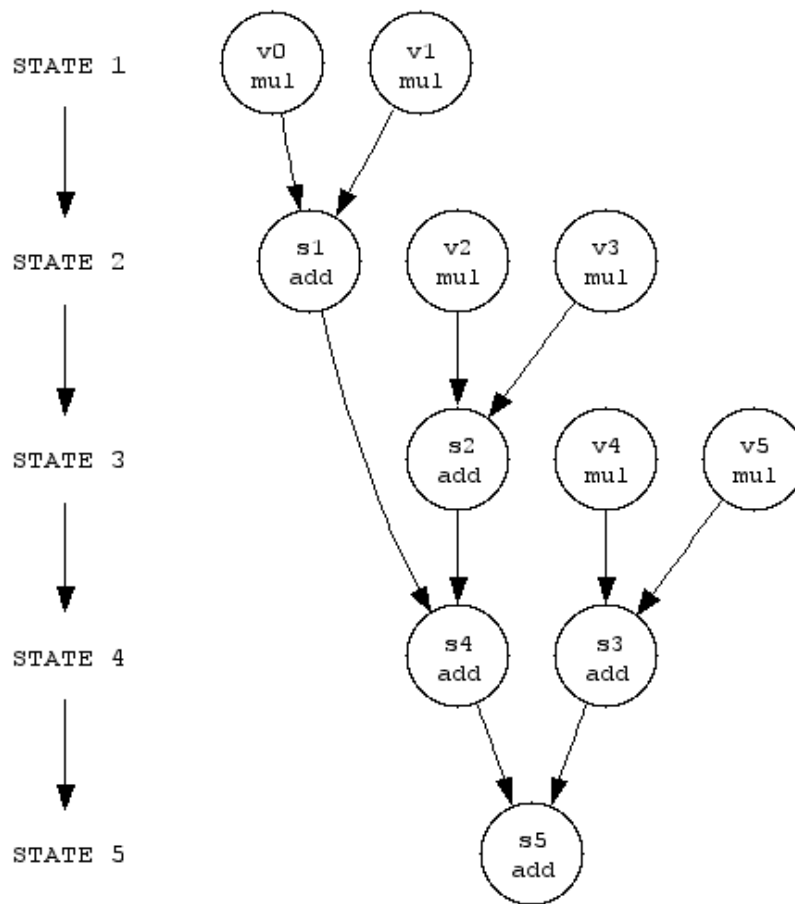 STATE 1
v0
mul
v1
mul
STATE 2
s1
add
v2
mul
v3
mul
STATE 3
s2
add
v4
mul
v5
mul
STATE 4
s4
add
s3
add
STATE 5
s5
add